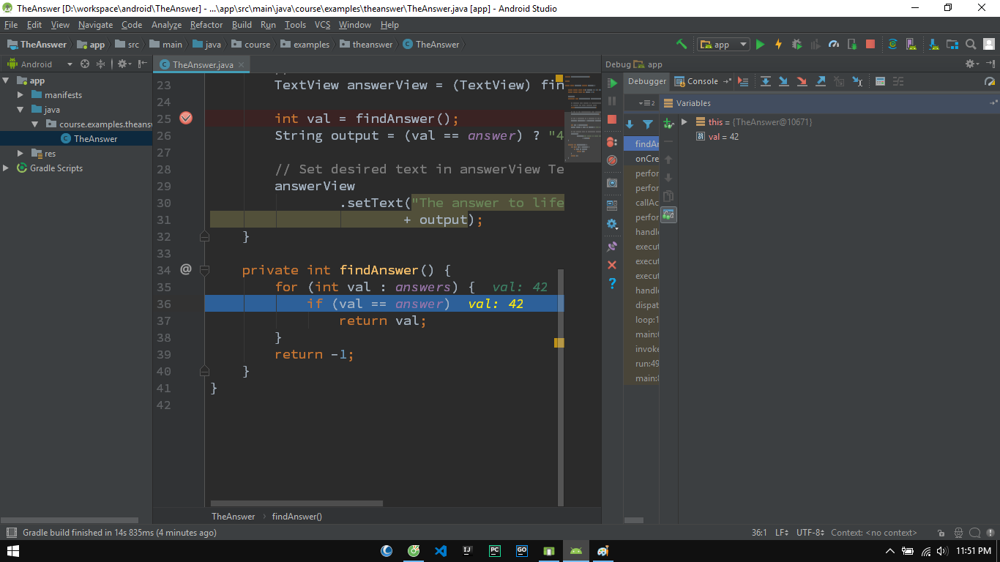 TheAnswer [D:\workspace\android\TheAnswer] - ...\app\src\main\java\course\examples\theanswer\TheAnswer.java [app] - Android Studio
File Edit View Navigate Code Analyze Refactor Build Run Tools VCS Window Help
TheAnswer app src main java course examples theanswer TheAnswer
app
Android
app
manifests
java
course.examples.theansw
TheAnswer
res
Gradle Scripts
TheAnswer.java
23 TextView answerView = (TextView) fin
24
25 int val = findAnswer();
26 String output = (val == answer) ? "4
27
28 // Set desired text in answerView Te
29 answerView
30 .setText("The answer to life
31 + output);
32 }
33
34 @ private int findAnswer() {
35 for (int val : answers) { val: 42
36 if (val == answer) val: 42
37 return val;
38 }
39 return -1;
40 }
41 }
42
TheAnswer findAnswer()
Debug app
Debugger Console
2 Variables
this = {TheAnswer@10671}
val = 42
findAn
onCre
perfor
perfor
callAc
perfor
handle
execut
execut
execut
handle
dispat
loop:1
main:
invoke
run:49
main:
Gradle build finished in 14s 835ms (4 minutes ago)
36:1 LF UTF-8 Context: <no context>
IJ PC GO
11:51 PM